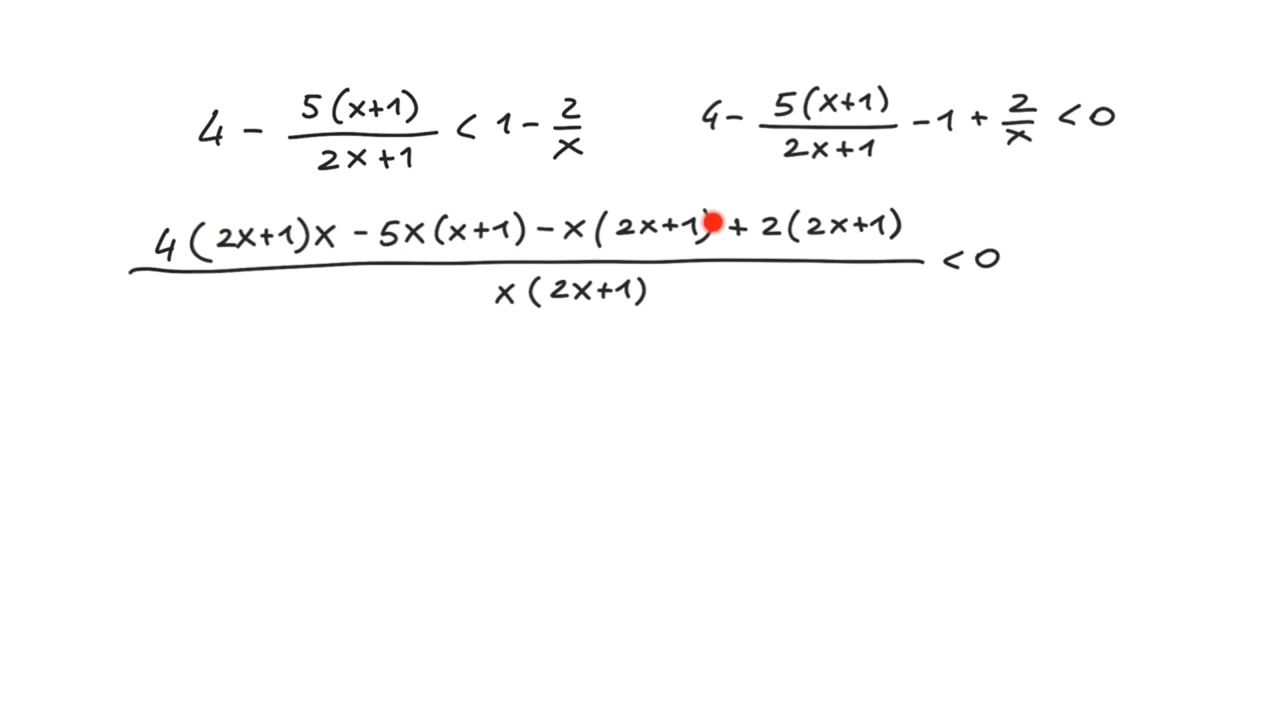 4 - 5(x+1)/(2x+1) < 1 - 2/x    4 - 5(x+1)/(2x+1) - 1 + 2/x < 0
(4(2x+1)x - 5x(x+1) - x(2x+1) + 2(2x+1))/(x(2x+1)) < 0